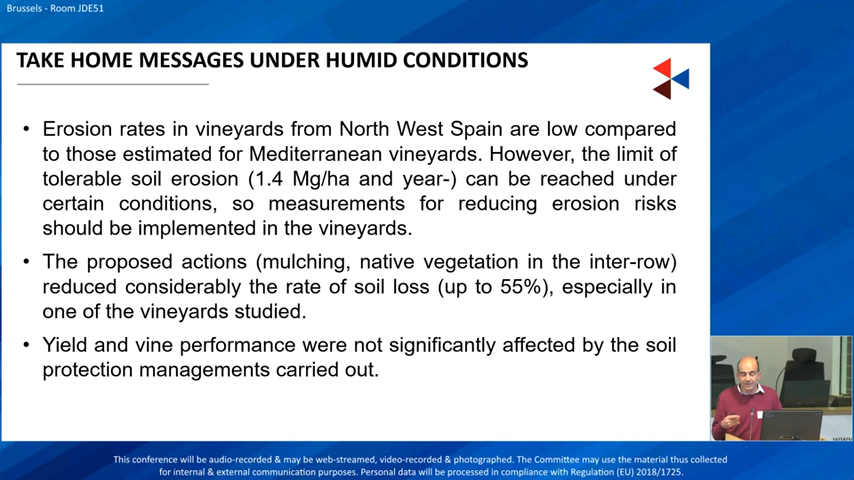 Brussels - Room JDE51
TAKE HOME MESSAGES UNDER HUMID CONDITIONS
• Erosion rates in vineyards from North West Spain are low compared
to those estimated for Mediterranean vineyards. However, the limit of
tolerable soil erosion (1.4 Mg/ha and year-) can be reached under
certain conditions, so measurements for reducing erosion risks
should be implemented in the vineyards.
• The proposed actions (mulching, native vegetation in the inter-row)
reduced considerably the rate of soil loss (up to 55%), especially in
one of the vineyards studied.
• Yield and vine performance were not significantly affected by the soil
protection managements carried out.
This conference will be audio-recorded & may be web-streamed, video-recorded & photographed. The Committee may use the material thus collected
for internal & external communication purposes. Personal data will be processed in compliance with Regulation (EU) 2018/1725.